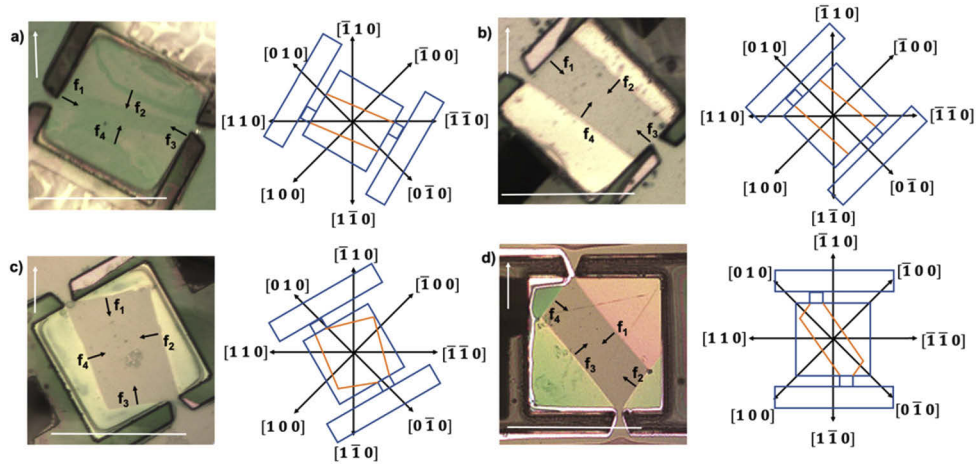 a)
f₁
f₂
f₄
f₃
[1̅ 1 0]
[0 1 0]
[1̅ 0 0]
[1 1 0]
[1̅ 1̅ 0]
[1 0 0]
[0 1̅ 0]
[1 1̅ 0]
b)
f₁
f₂
f₄
f₃
[1̅ 1 0]
[0 1 0]
[1̅ 0 0]
[1 1 0]
[1̅ 1̅ 0]
[1 0 0]
[0 1̅ 0]
[1 1̅ 0]
c)
f₁
f₂
f₄
f₃
[1̅ 1 0]
[0 1 0]
[1̅ 0 0]
[1 1 0]
[1̅ 1̅ 0]
[1 0 0]
[0 1̅ 0]
[1 1̅ 0]
d)
f₄
f₁
f₃
f₂
[1̅ 1 0]
[0 1 0]
[1̅ 0 0]
[1 1 0]
[1̅ 1̅ 0]
[1 0 0]
[0 1̅ 0]
[1 1̅ 0]